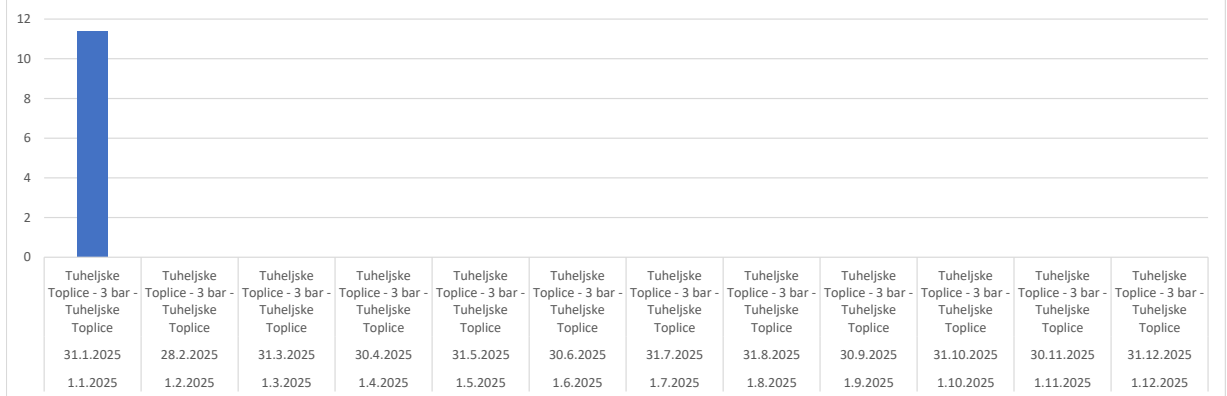 12
10
8
6
4
2
0
Tuheljske Tuheljske Tuheljske Tuheljske Tuheljske Tuheljske Tuheljske Tuheljske Tuheljske Tuheljske Tuheljske Tuheljske
Toplice - 3 bar - Toplice - 3 bar - Toplice - 3 bar - Toplice - 3 bar - Toplice - 3 bar - Toplice - 3 bar - Toplice - 3 bar - Toplice - 3 bar - Toplice - 3 bar - Toplice - 3 bar - Toplice - 3 bar - Toplice - 3 bar -
Tuheljske Tuheljske Tuheljske Tuheljske Tuheljske Tuheljske Tuheljske Tuheljske Tuheljske Tuheljske Tuheljske Tuheljske
Toplice Toplice Toplice Toplice Toplice Toplice Toplice Toplice Toplice Toplice Toplice Toplice
31.1.2025 28.2.2025 31.3.2025 30.4.2025 31.5.2025 30.6.2025 31.7.2025 31.8.2025 30.9.2025 31.10.2025 30.11.2025 31.12.2025
1.1.2025 1.2.2025 1.3.2025 1.4.2025 1.5.2025 1.6.2025 1.7.2025 1.8.2025 1.9.2025 1.10.2025 1.11.2025 1.12.2025